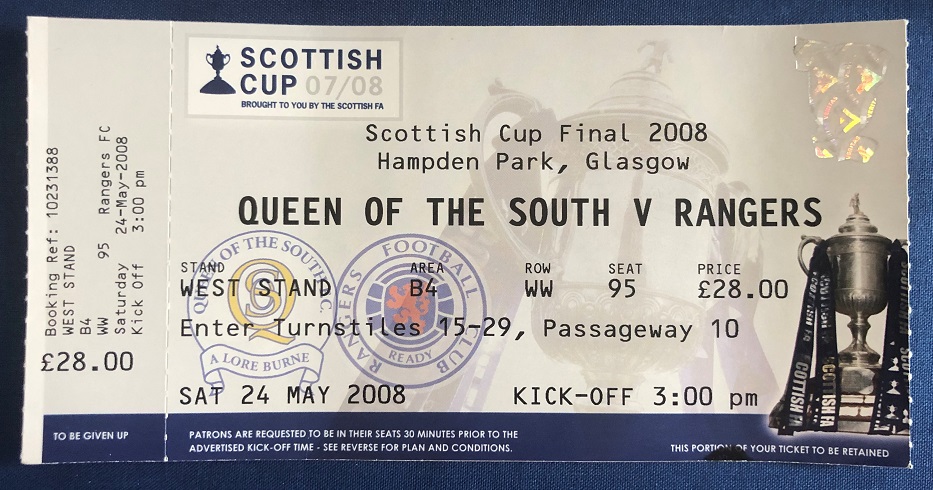 Booking Ref: 10231388
WEST STAND
B4
WW 95 Rangers FC
Saturday 24-May-2008
Kick Off 3:00 pm
£28.00
TO BE GIVEN UP
SCOTTISH
CUP 07/08
BROUGHT TO YOU BY THE SCOTTISH FA
Scottish Cup Final 2008
Hampden Park, Glasgow
QUEEN OF THE SOUTH V RANGERS
STAND AREA ROW SEAT PRICE
WEST STAND B4 WW 95 £28.00
Enter Turnstiles 15-29, Passageway 10
SAT 24 MAY 2008 KICK-OFF 3:00 pm
QUEEN OF THE SOUTH F.C.
A LORE BURNE
RANGERS FOOTBALL CLUB
READY
SCOTTISH FA
PATRONS ARE REQUESTED TO BE IN THEIR SEATS 30 MINUTES PRIOR TO THE
ADVERTISED KICK-OFF TIME - SEE REVERSE FOR PLAN AND CONDITIONS.
THIS PORTION OF YOUR TICKET TO BE RETAINED